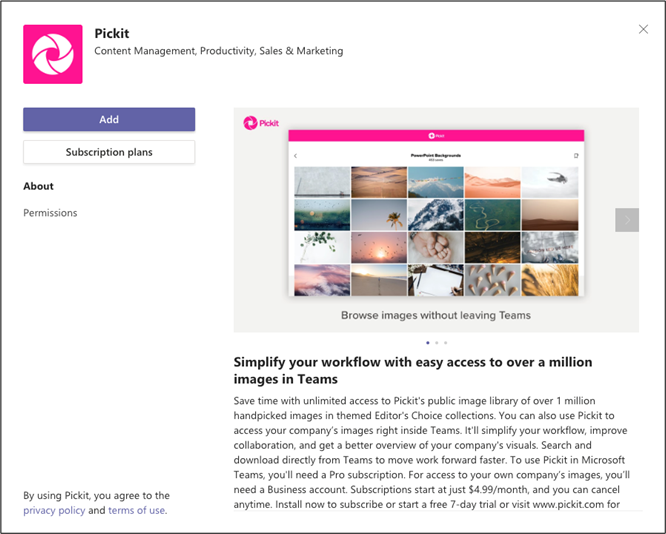 Pickit
Content Management, Productivity, Sales & Marketing
Add
Subscription plans
About
Permissions
By using Pickit, you agree to the
privacy policy and terms of use.
Pickit
Pickit
PowerPoint Backgrounds
Browse images without leaving Teams
Simplify your workflow with easy access to over a million
images in Teams
Save time with unlimited access to Pickit's public image library of over 1 million
handpicked images in themed Editor's Choice collections. You can also use Pickit to
access your company's images right inside Teams. It'll simplify your workflow, improve
collaboration, and get a better overview of your company's visuals. Search and
download directly from Teams to move work forward faster. To use Pickit in Microsoft
Teams, you'll need a Pro subscription. For access to your own company's images, you'll
need a Business account. Subscriptions start at just $4.99/month, and you can cancel
anytime. Install now to subscribe or start a free 7-day trial or visit www.pickit.com for